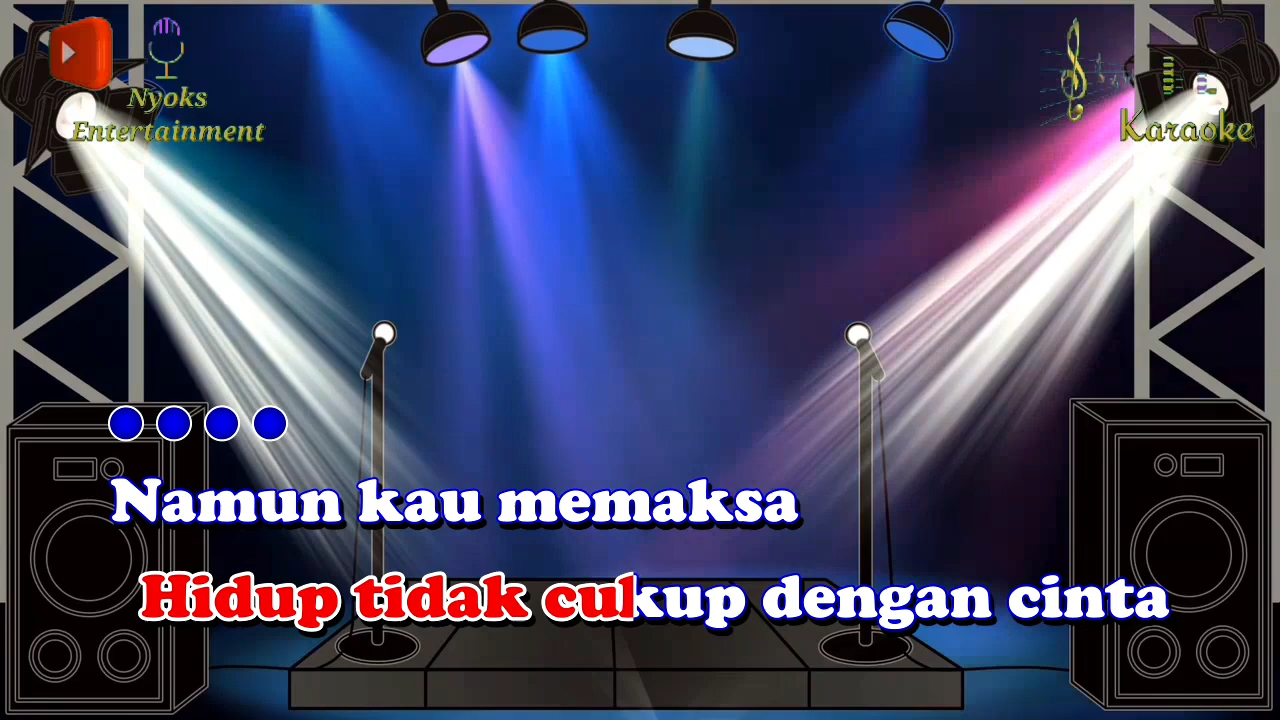 Nyoks
Entertainment
Karaoke
Namun kau memaksa
Hidup tidak cukup dengan cinta